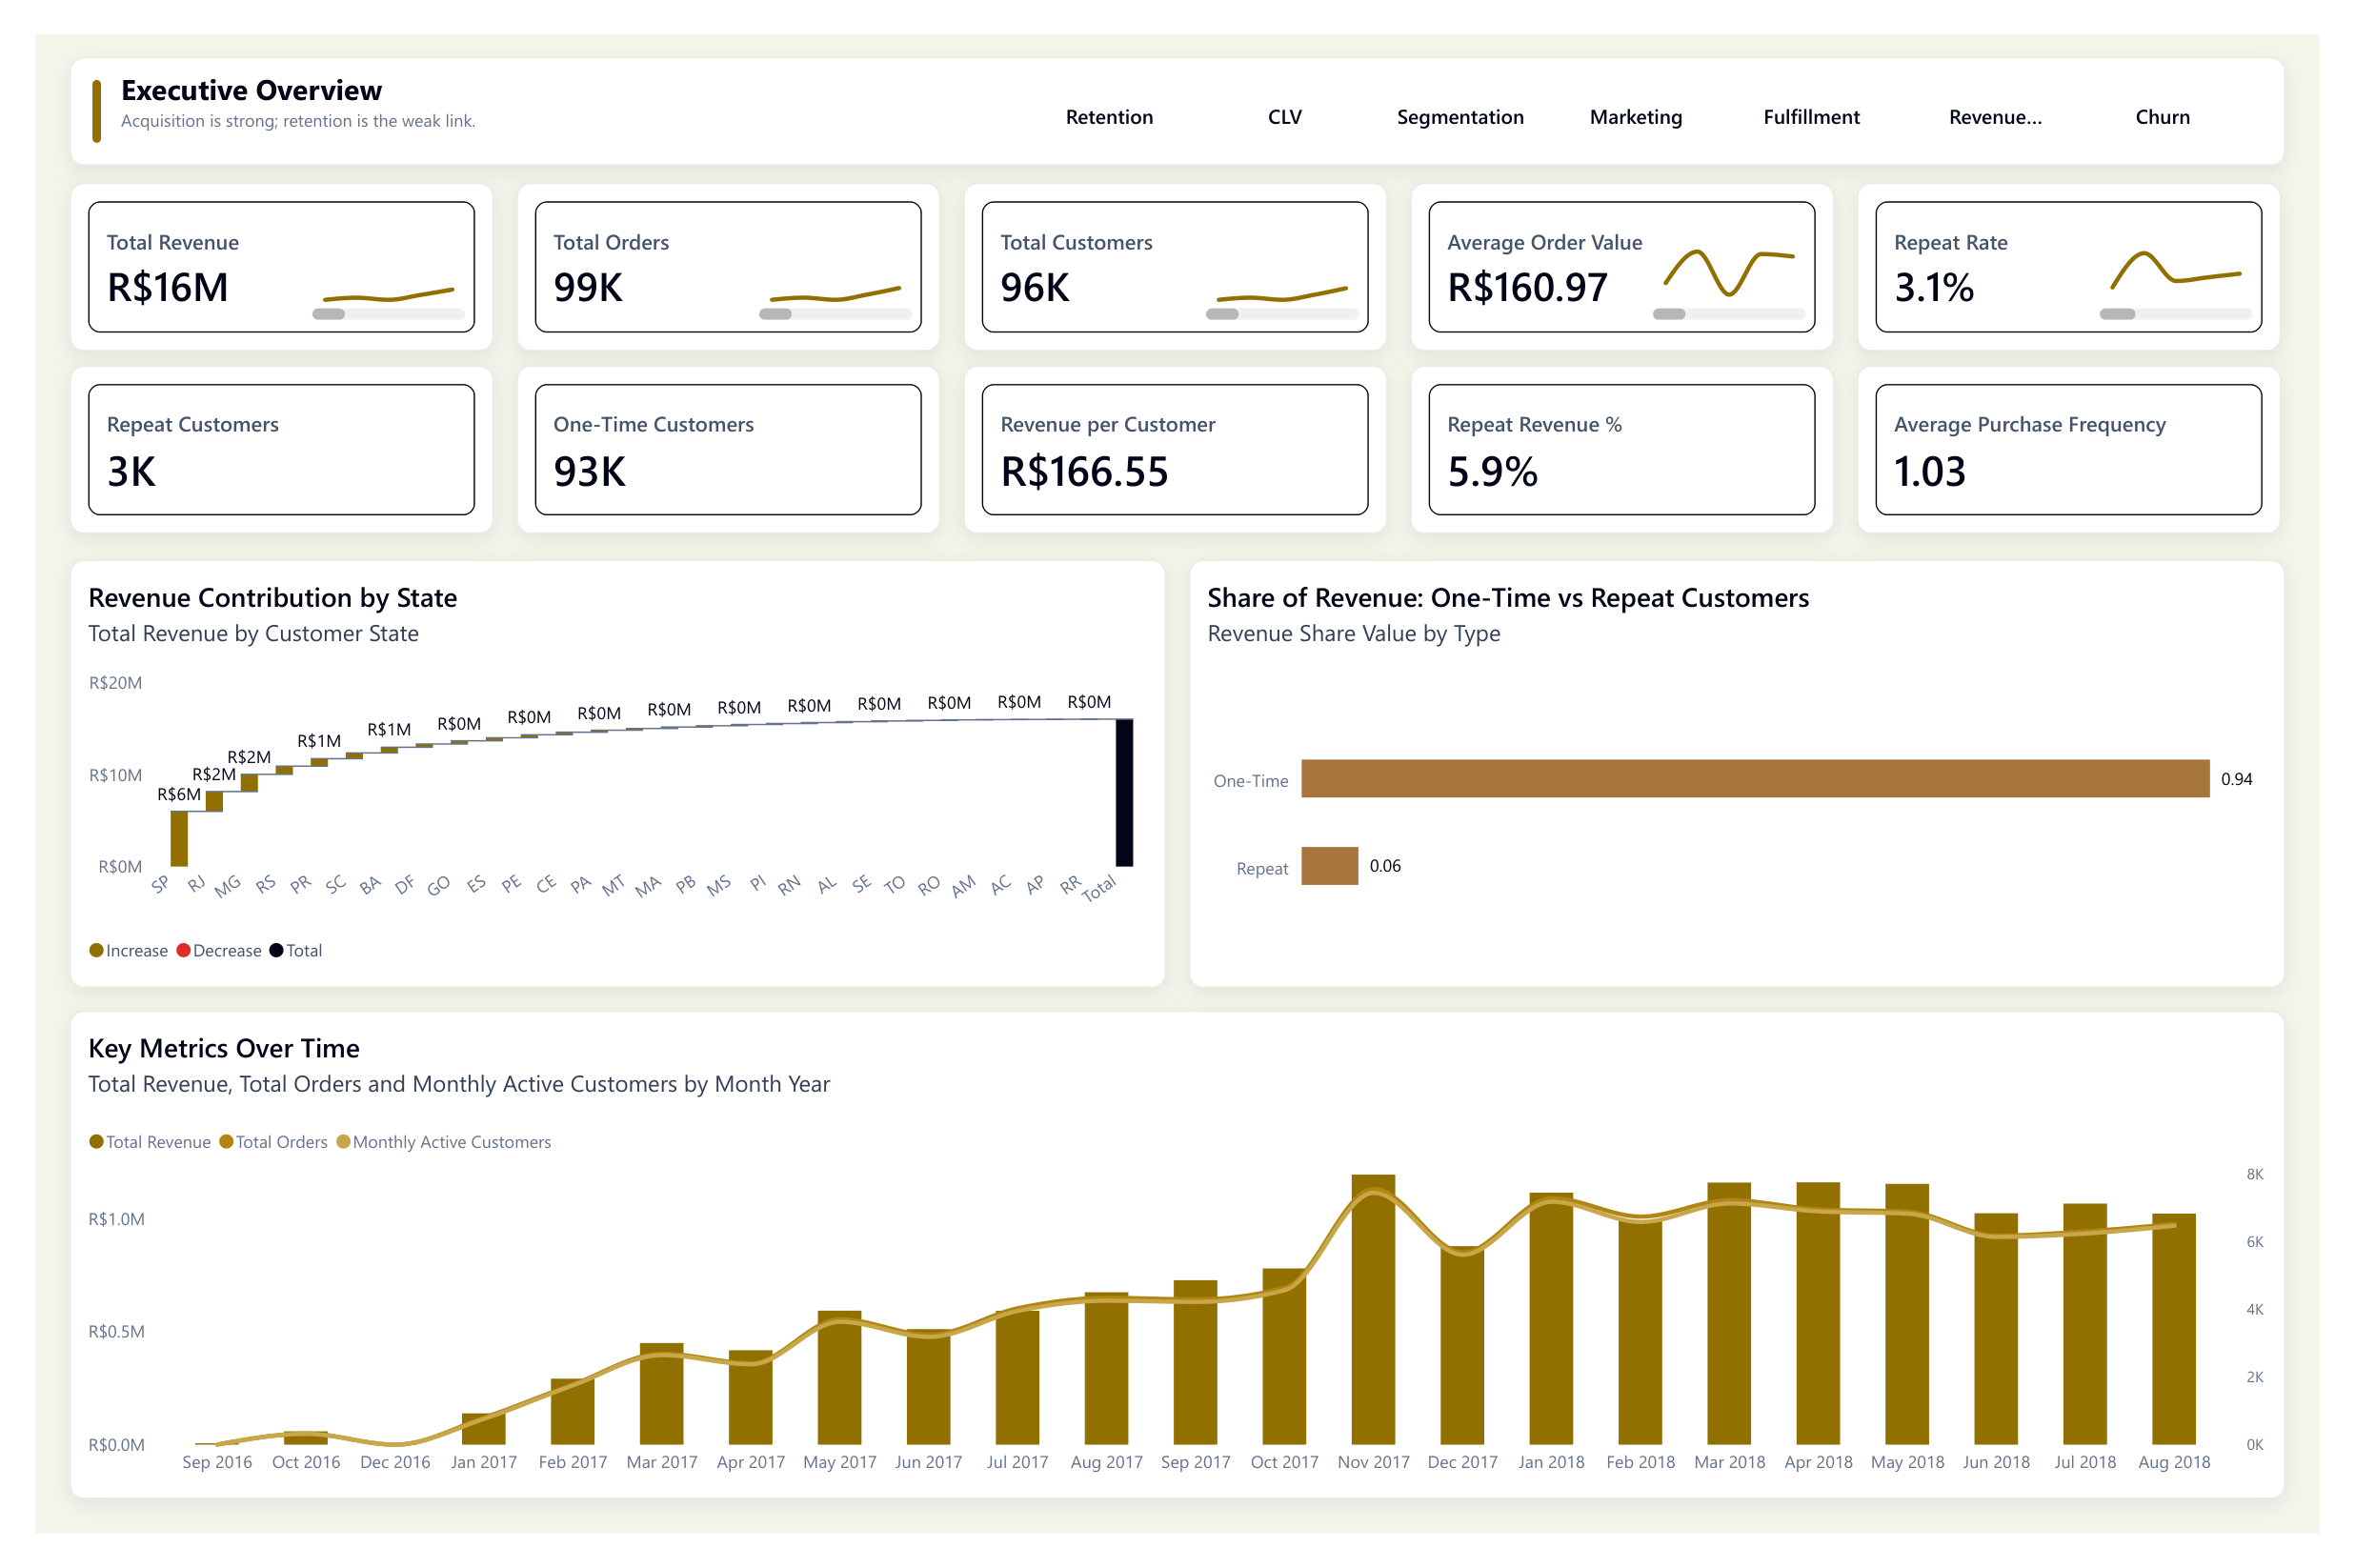 Executive Overview
Acquisition is strong; retention is the weak link.
Retention CLV Segmentation Marketing Fulfillment Revenue... Churn
Total Revenue
R$16M
Total Orders
99K
Total Customers
96K
Average Order Value
R$160.97
Repeat Rate
3.1%
Repeat Customers
3K
One-Time Customers
93K
Revenue per Customer
R$166.55
Repeat Revenue %
5.9%
Average Purchase Frequency
1.03
Revenue Contribution by State
Total Revenue by Customer State
R$20M
R$10M
R$0M
R$6M R$2M R$2M R$1M R$1M R$0M R$0M R$0M R$0M R$0M R$0M R$0M R$0M R$0M R$0M
SP RJ MG RS PR SC BA DF GO ES PE CE PA MT MA PB MS PI RN AL SE TO RO AM AC AP RR Total
Increase Decrease Total
Share of Revenue: One-Time vs Repeat Customers
Revenue Share Value by Type
One-Time 0.94
Repeat 0.06
Key Metrics Over Time
Total Revenue, Total Orders and Monthly Active Customers by Month Year
Total Revenue Total Orders Monthly Active Customers
R$1.0M
R$0.5M
R$0.0M
8K
6K
4K
2K
0K
Sep 2016 Oct 2016 Dec 2016 Jan 2017 Feb 2017 Mar 2017 Apr 2017 May 2017 Jun 2017 Jul 2017 Aug 2017 Sep 2017 Oct 2017 Nov 2017 Dec 2017 Jan 2018 Feb 2018 Mar 2018 Apr 2018 May 2018 Jun 2018 Jul 2018 Aug 2018